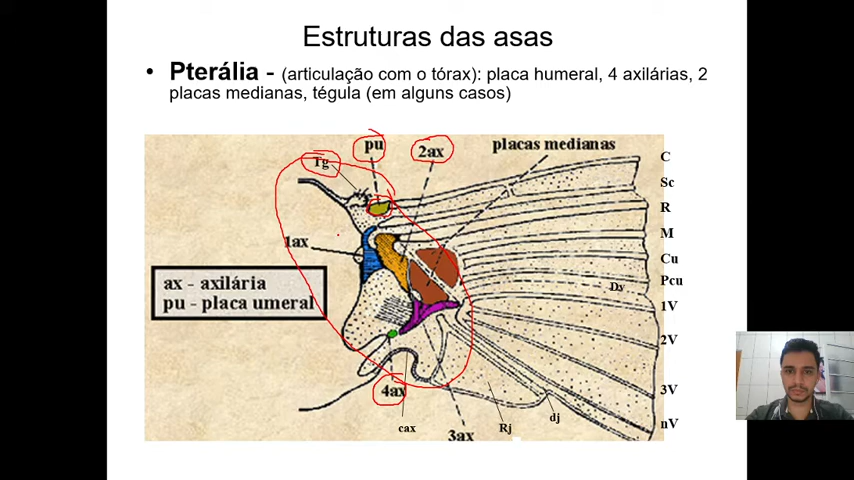 Estruturas das asas
• Pterália - (articulação com o tórax): placa humeral, 4 axilárias, 2
placas medianas, tégula (em alguns casos)
pu
2ax
placas medianas
Tg
C
Sc
R
M
1ax
Cu
Pcu
ax - axilária
pu - placa umeral
Dv
1V
2V
4ax
3V
cax
3ax
Rj
dj
nV